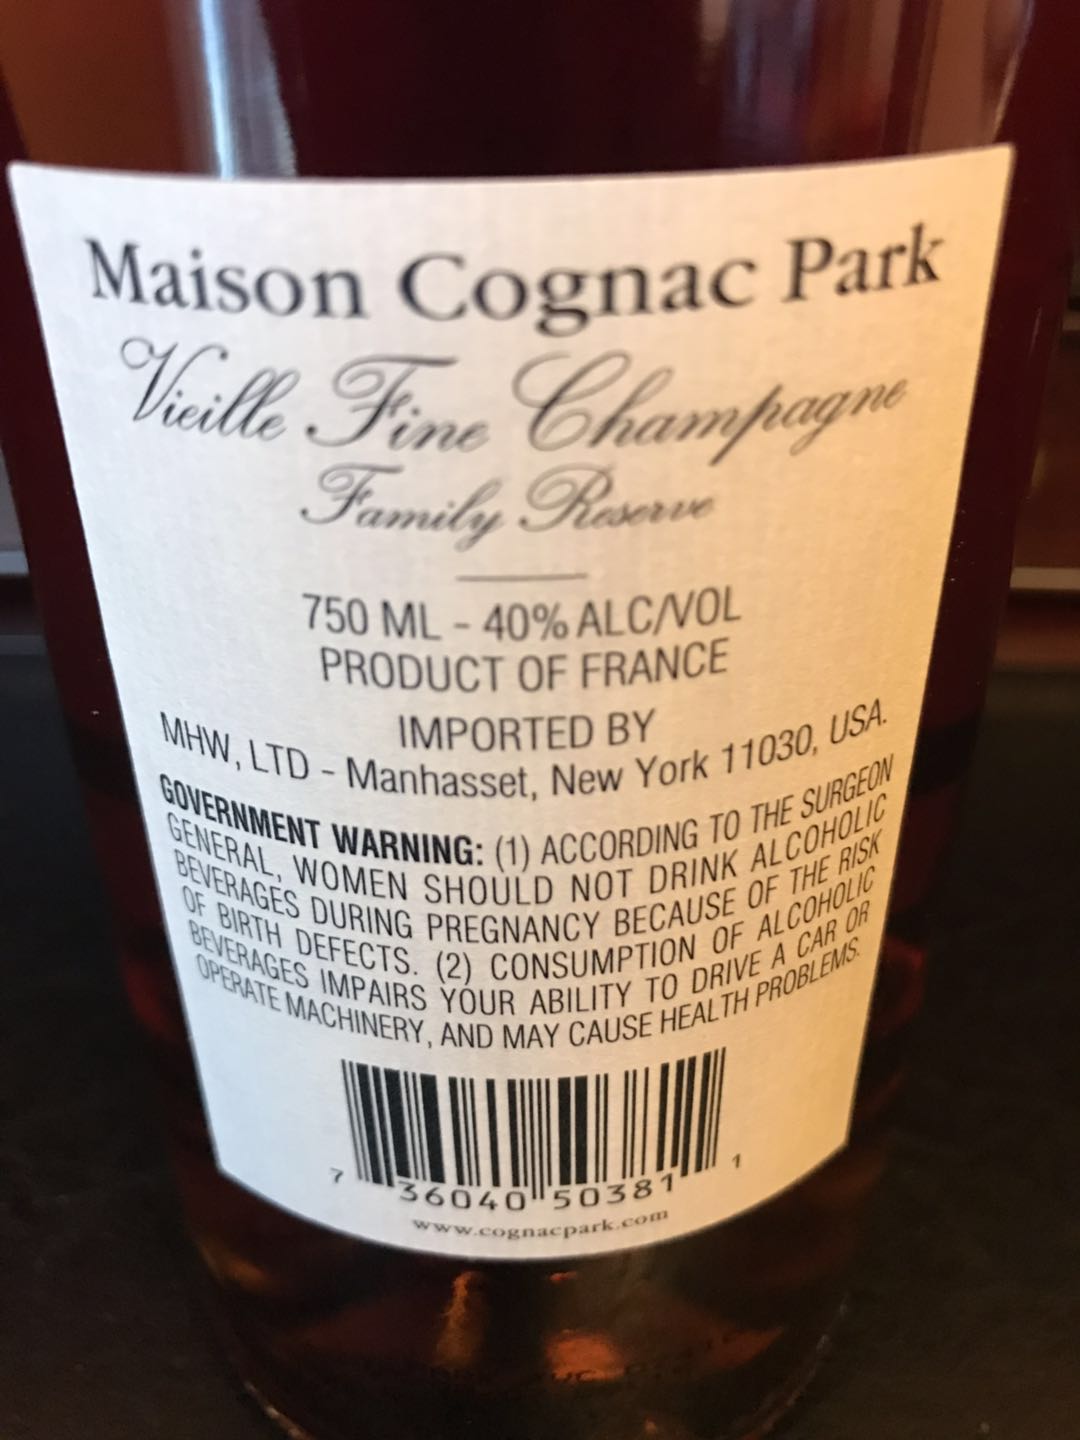 Maison Cognac Park
Vieille Fine Champagne
Family Reserve
750 ML - 40% ALC/VOL
PRODUCT OF FRANCE
IMPORTED BY
MHW, LTD - Manhasset, New York 11030, USA.
GOVERNMENT WARNING: (1) ACCORDING TO THE SURGEON
GENERAL, WOMEN SHOULD NOT DRINK ALCOHOLIC
BEVERAGES DURING PREGNANCY BECAUSE OF THE RISK
OF BIRTH DEFECTS. (2) CONSUMPTION OF ALCOHOLIC
BEVERAGES IMPAIRS YOUR ABILITY TO DRIVE A CAR OR
OPERATE MACHINERY, AND MAY CAUSE HEALTH PROBLEMS.
7 36040 50381 1
www.cognacpark.com